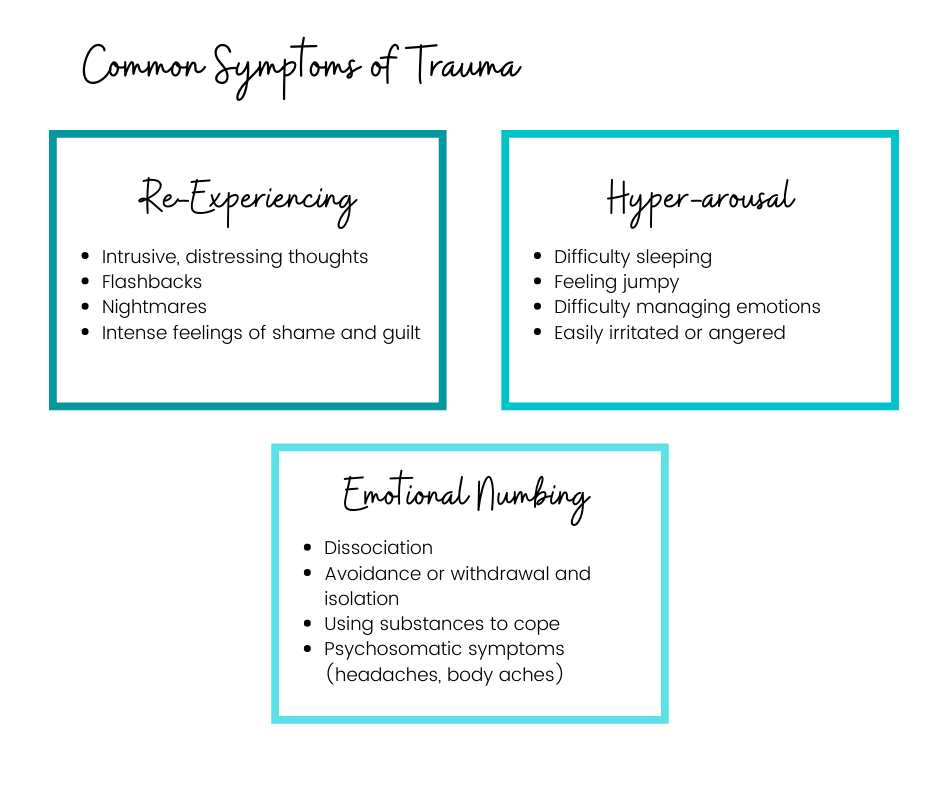 Common Symptoms of Trauma
Re-Experiencing
• Intrusive, distressing thoughts
• Flashbacks
• Nightmares
• Intense feelings of shame and guilt
Hyper-arousal
• Difficulty sleeping
• Feeling jumpy
• Difficulty managing emotions
• Easily irritated or angered
Emotional Numbing
• Dissociation
• Avoidance or withdrawal and
isolation
• Using substances to cope
• Psychosomatic symptoms
(headaches, body aches)